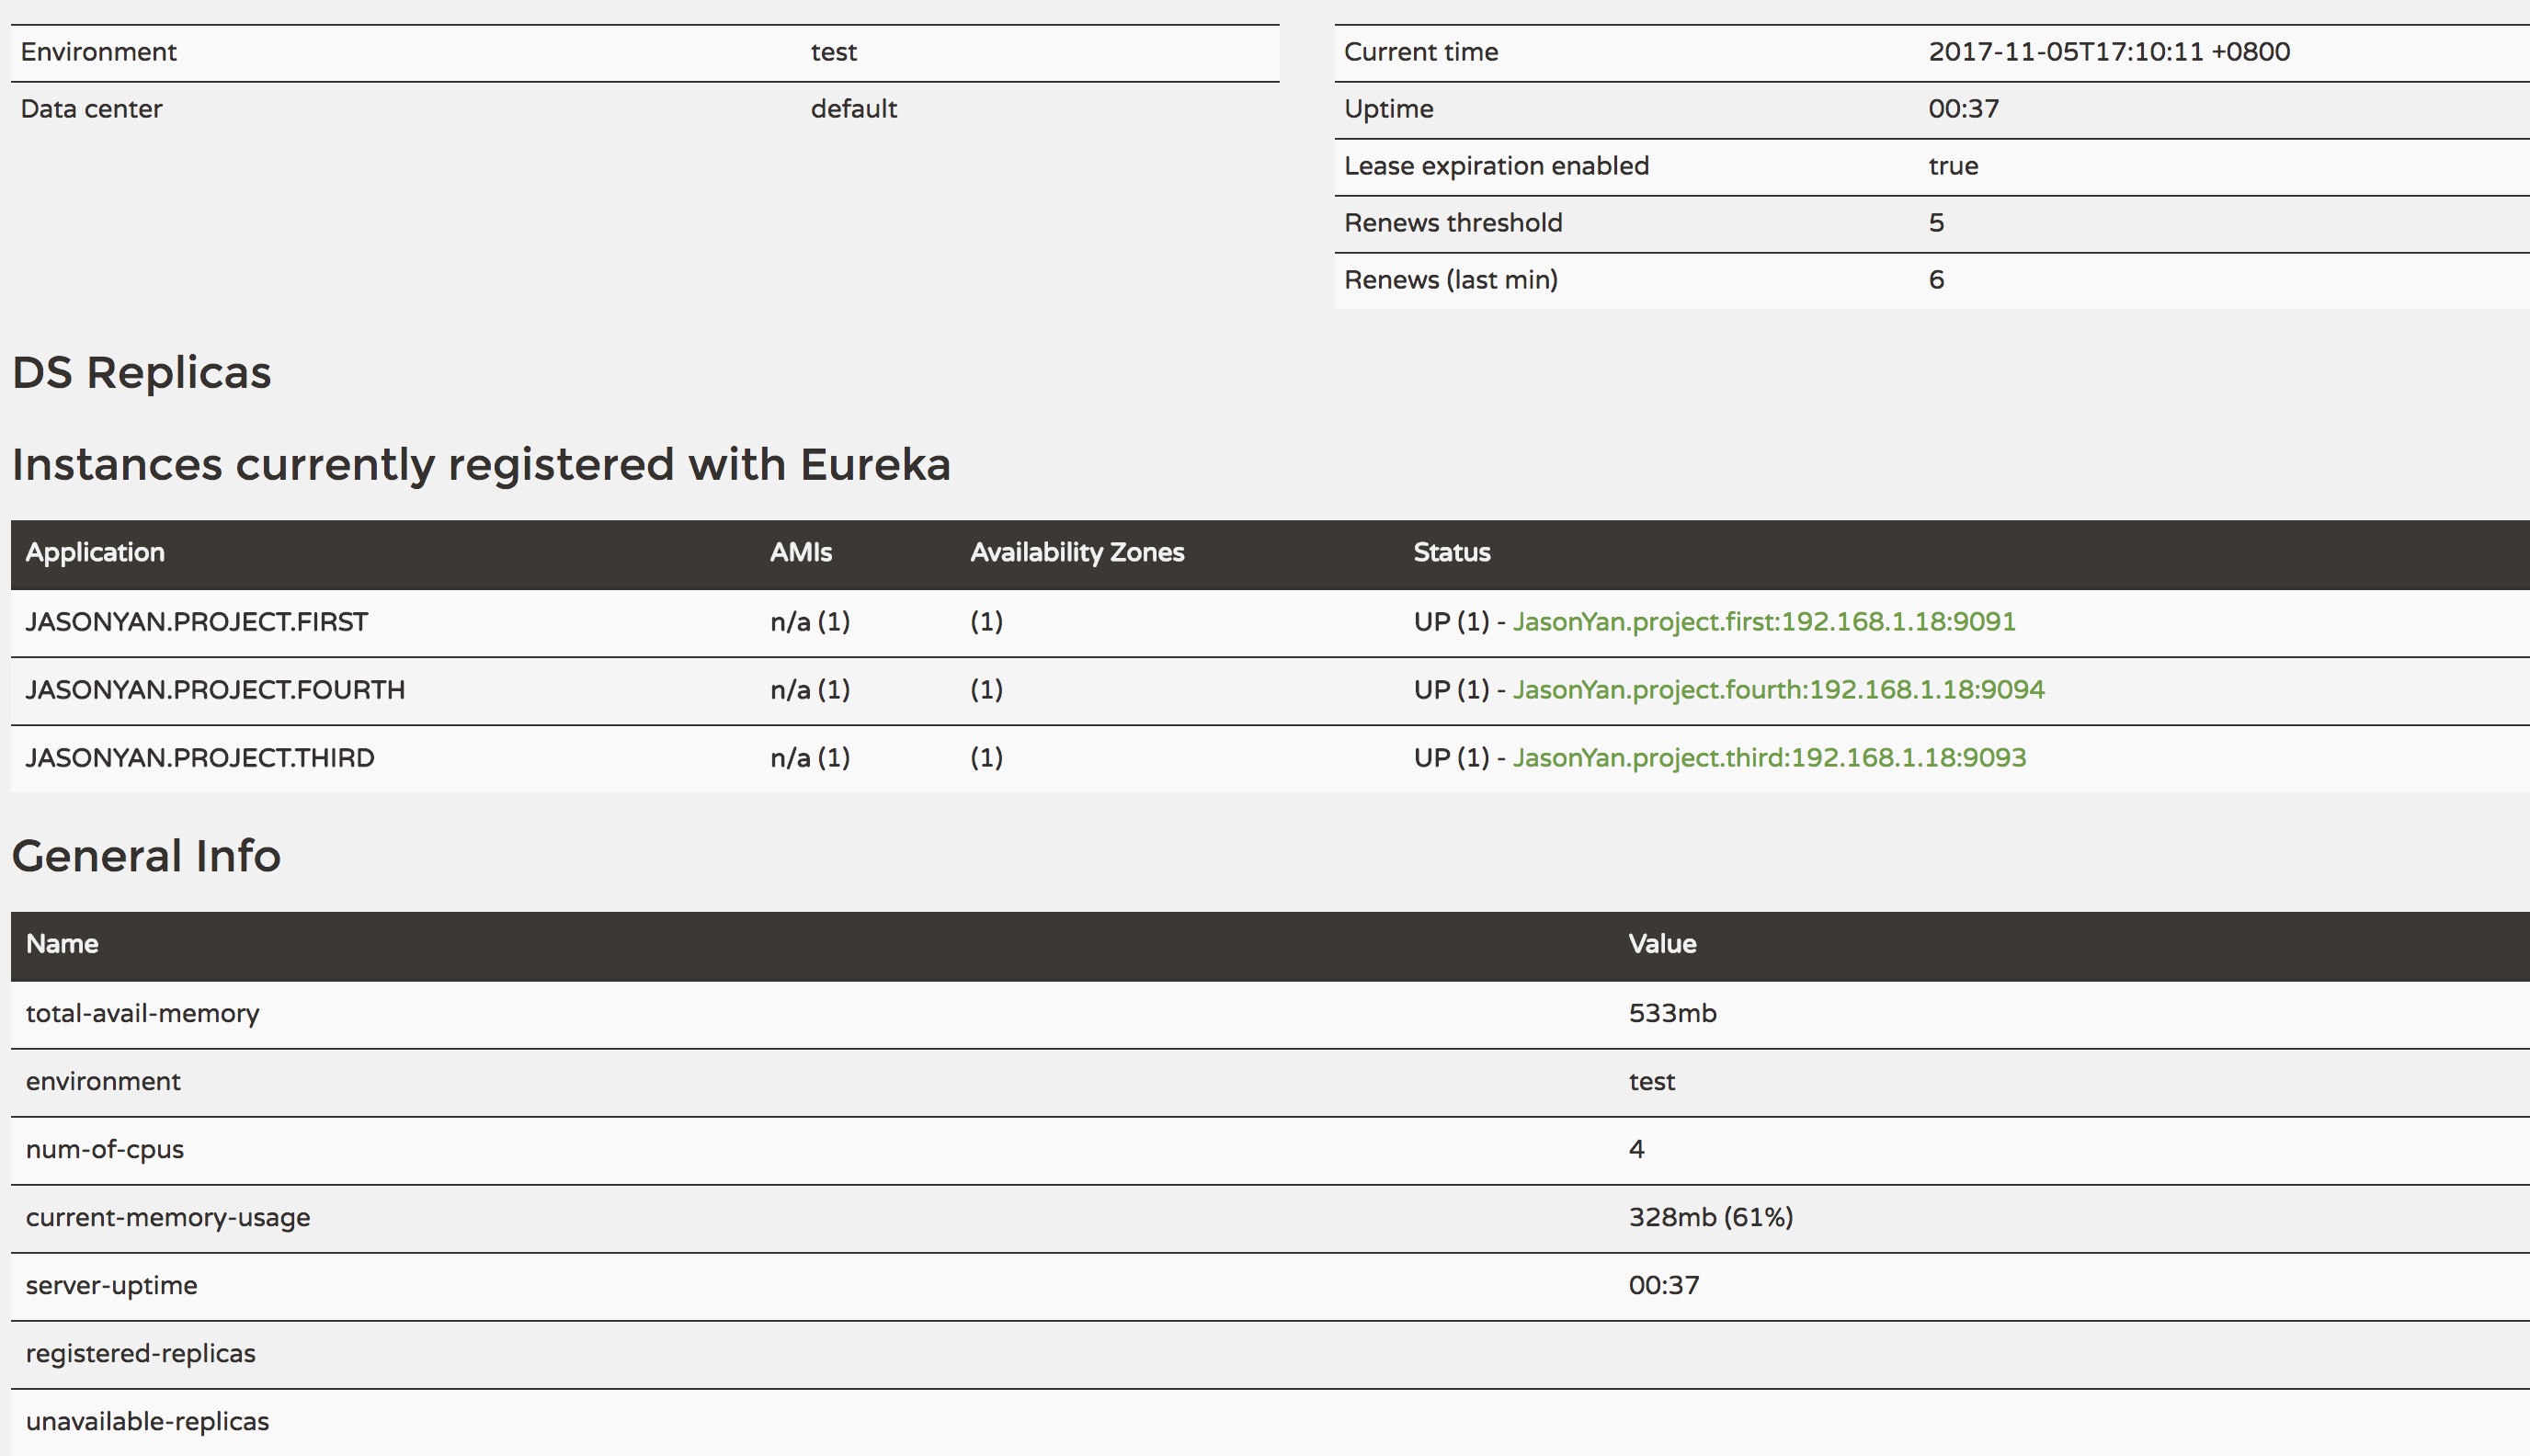 Environment test
Data center default
Current time 2017-11-05T17:10:11 +0800
Uptime 00:37
Lease expiration enabled true
Renews threshold 5
Renews (last min) 6
DS Replicas
Instances currently registered with Eureka
Application AMIs Availability Zones Status
JASONYAN.PROJECT.FIRST n/a (1) (1) UP (1) - JasonYan.project.first:192.168.1.18:9091
JASONYAN.PROJECT.FOURTH n/a (1) (1) UP (1) - JasonYan.project.fourth:192.168.1.18:9094
JASONYAN.PROJECT.THIRD n/a (1) (1) UP (1) - JasonYan.project.third:192.168.1.18:9093
General Info
Name Value
total-avail-memory 533mb
environment test
num-of-cpus 4
current-memory-usage 328mb (61%)
server-uptime 00:37
registered-replicas
unavailable-replicas